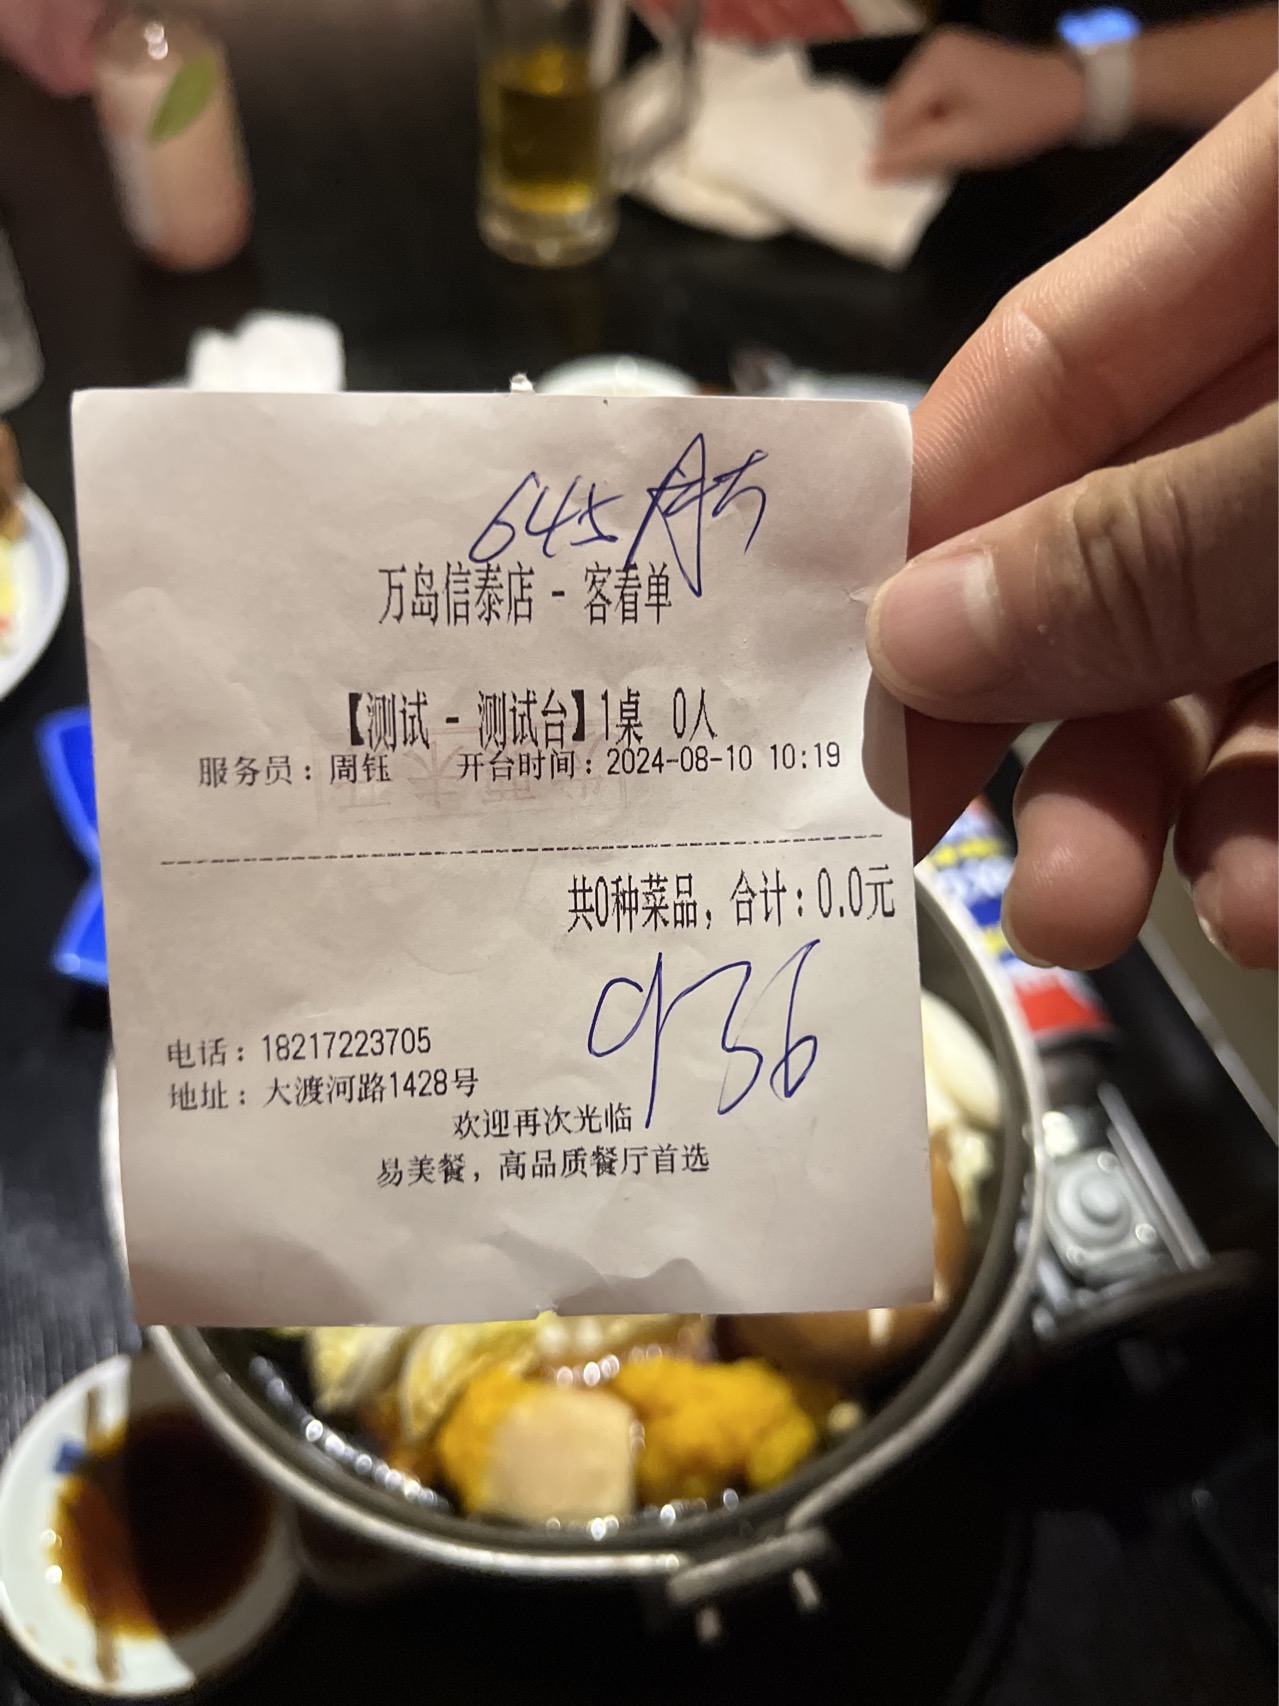 645
万岛信泰店 - 客看单
【测试 - 测试台】1桌 0人
服务员：周钰 开台时间：2024-08-10 10:19
共0种菜品，合计：0.0元
936
电话：18217223705
地址：大渡河路1428号
欢迎再次光临
易美餐，高品质餐厅首选